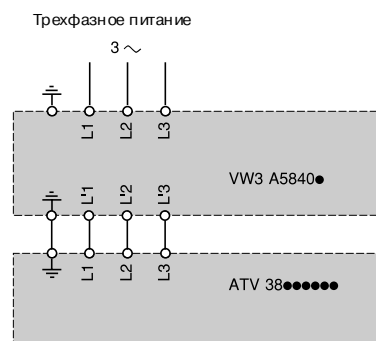 Трехфазное питание
3 ~
L1 L2 L3
VW3 A5840●
L'1 L'2 L'3
L1 L2 L3
ATV 38●●●●●●